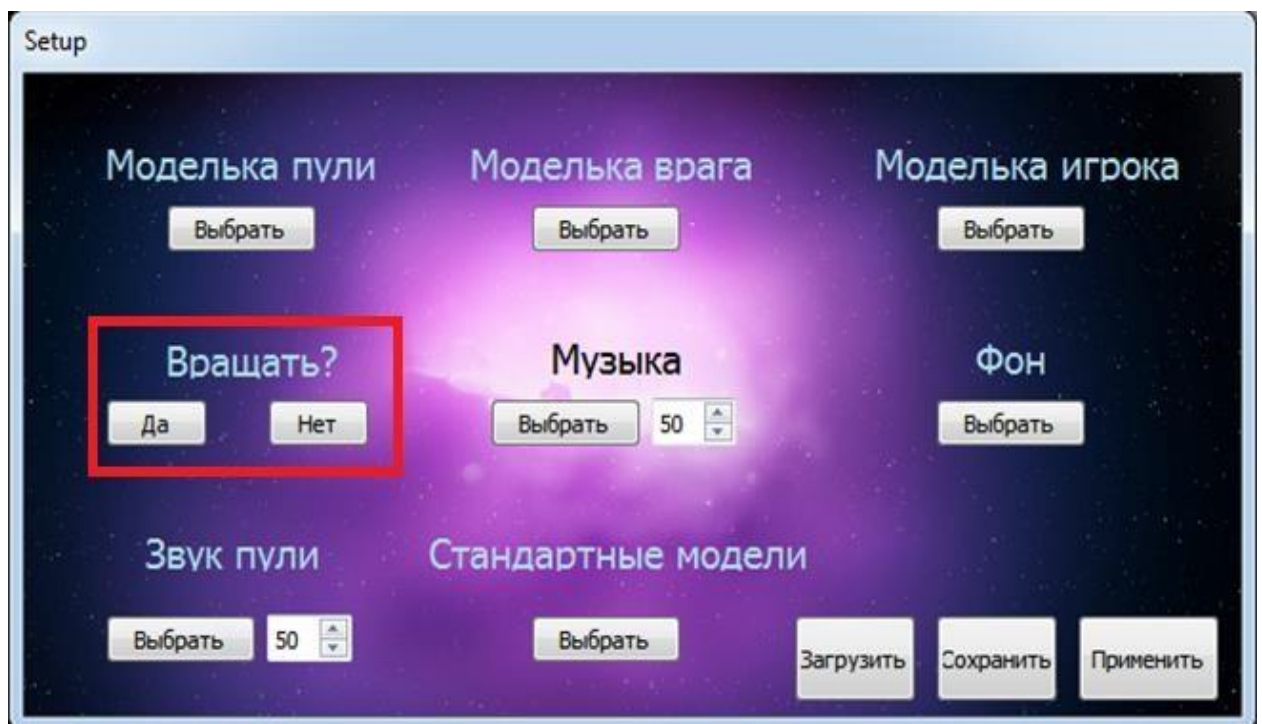 Setup
Моделька пули
Моделька врага
Моделька игрока
Выбрать
Выбрать
Выбрать
Вращать?
Музыка
Фон
Да
Нет
Выбрать
50
Выбрать
Звук пули
Стандартные модели
Выбрать
50
Выбрать
Загрузить
Сохранить
Применить